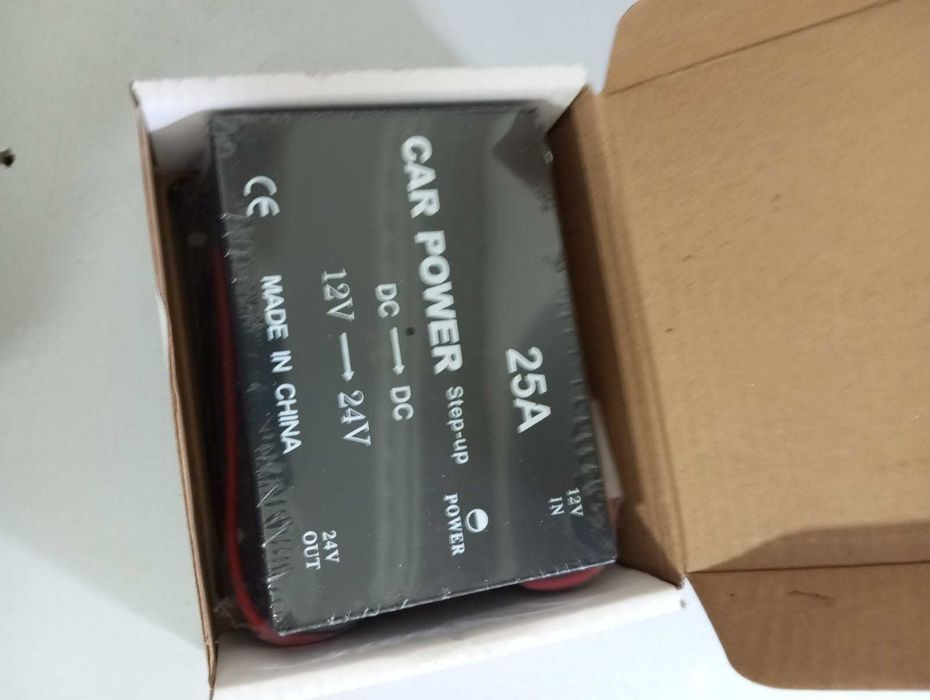 25A
CAR POWER Step-up
DC → DC
12V → 24V
MADE IN CHINA
CE
12V
IN
POWER
24V
OUT